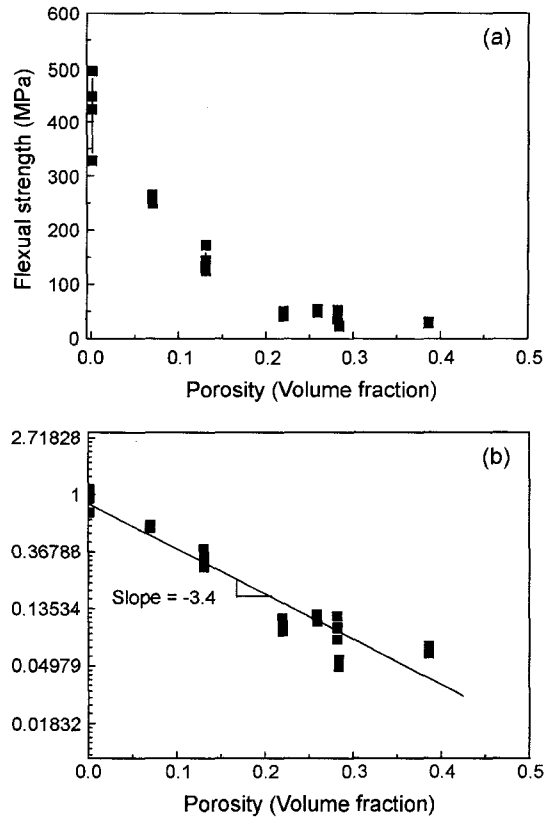 (a)
Flexual strength (MPa)
600
500
400
300
200
100
0
0.0 0.1 0.2 0.3 0.4 0.5
Porosity (Volume fraction)
(b)
2.71828
1
0.36788
0.13534
0.04979
0.01832
Slope = -3.4
0.0 0.1 0.2 0.3 0.4 0.5
Porosity (Volume fraction)